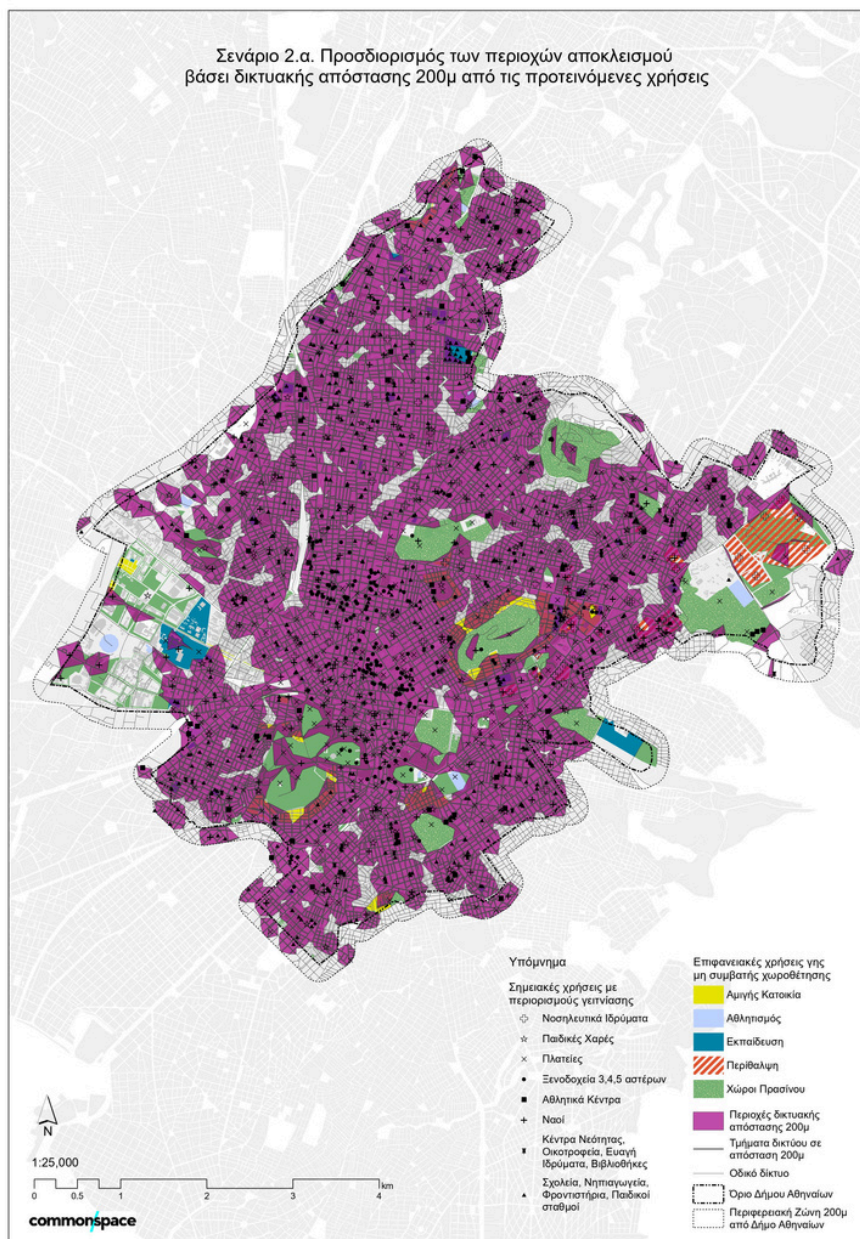 Σενάριο 2.α. Προσδιορισμός των περιοχών αποκλεισμού
βάσει δικτυακής απόστασης 200μ από τις προτεινόμενες χρήσεις
Υπόμνημα
Σημειακές χρήσεις με
περιορισμούς γειτνίασης
Νοσηλευτικά Ιδρύματα
Παιδικές Χαρές
Πλατείες
Ξενοδοχεία 3,4,5 αστέρων
Αθλητικά Κέντρα
Ναοί
Κέντρα Νεότητας,
Οικοτροφεία, Ευαγή
Ιδρύματα, Βιβλιοθήκες
Σχολεία, Νηπιαγωγεία,
Φροντιστήρια, Παιδικοί
σταθμοί
Επιφανειακές χρήσεις γης
μη συμβατής χωροθέτησης
Αμιγής Κατοικία
Αθλητισμός
Εκπαίδευση
Περίθαλψη
Χώροι Πρασίνου
Περιοχές δικτυακής
απόστασης 200μ
Τμήματα δικτύου σε
απόσταση 200μ
Οδικό δίκτυο
Όριο Δήμου Αθηναίων
Περιφερειακή Ζώνη 200μ
από Δήμο Αθηναίων
N
1:25,000
0 0.5 1 2 3 4 km
commonspace